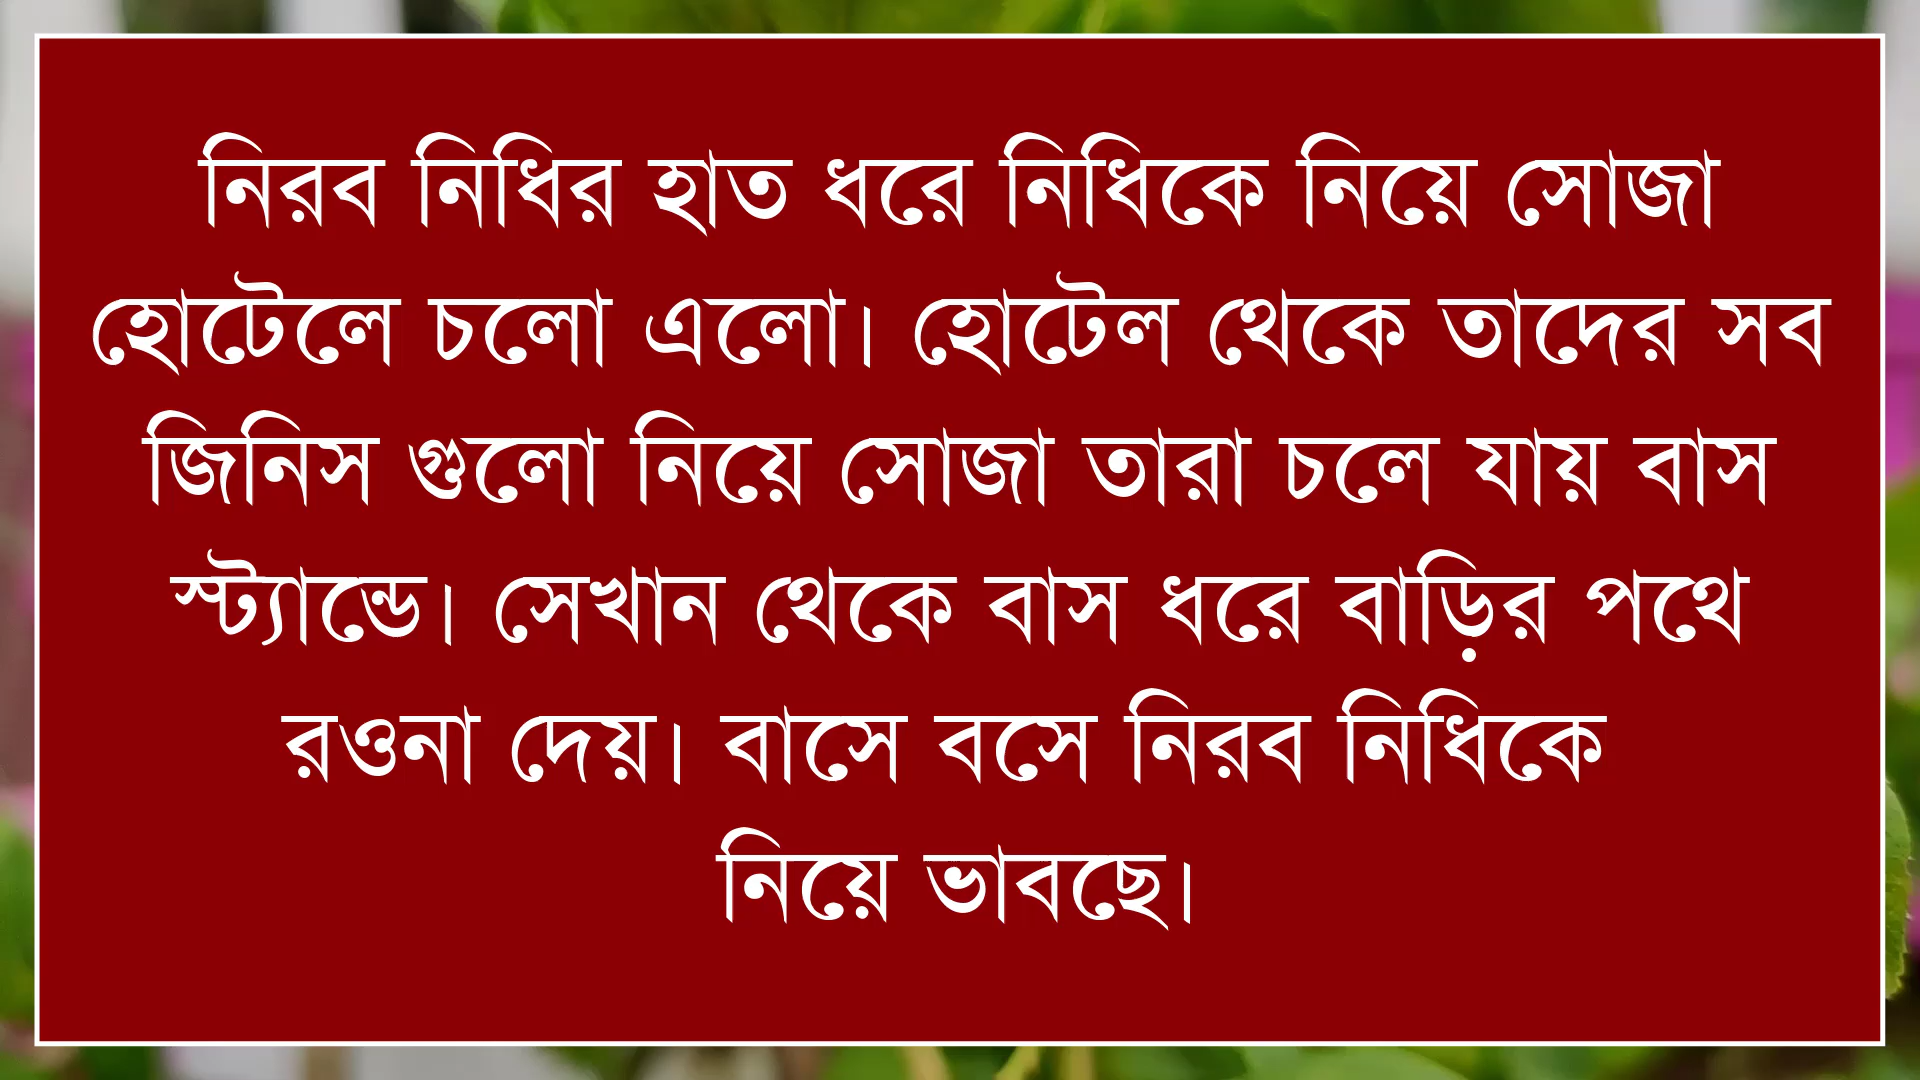 নিরব নিধির হাত ধরে নিধিকে নিয়ে সোজা
হোটেলে চলো এলো। হোটেল থেকে তাদের সব
জিনিস গুলো নিয়ে সোজা তারা চলে যায় বাস
স্ট্যান্ডে। সেখান থেকে বাস ধরে বাড়ির পথে
রওনা দেয়। বাসে বসে নিরব নিধিকে
নিয়ে ভাবছে।